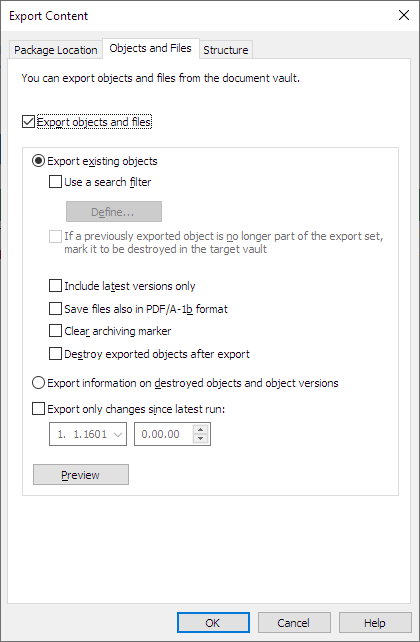 Export Content
Package Location Objects and Files Structure
You can export objects and files from the document vault.
Export objects and files
Export existing objects
Use a search filter
Define...
If a previously exported object is no longer part of the export set,
mark it to be destroyed in the target vault
Include latest versions only
Save files also in PDF/A-1b format
Clear archiving marker
Destroy exported objects after export
Export information on destroyed objects and object versions
Export only changes since latest run:
1. 1.1601 0.00.00
Preview
OK Cancel Help